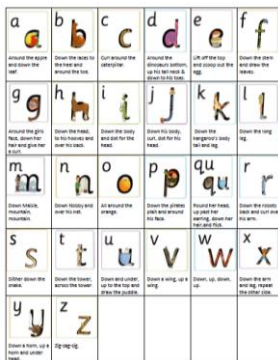 a b c d e f
Around the apple and down the leaf.
Down the laces to the heel and around the toe.
Curl around the caterpillar.
Around the dinosaurs bottom, up his tall neck & down to his toes.
Lift off the top and scoop out the egg.
Down the stem and draw the leaves.
g h i j k l
Around the girls face, down her hair and give her a curl.
Down the head, to his hooves and over his back.
Down the body and dot for the head.
Down his body, curl, dot for his head.
Down the kangaroo's body tail and leg.
Down the long leg.
m n o p qu r
Down Maisie, mountain, mountain.
Down Nobby and over his net.
All around the orange.
Down the pirates plait and around his face.
Round her head, up past her earring, down her hair and flick.
Down the robots back and curl over his arm.
s t u v w x
Slither down the snake.
Down the tower, across the tower.
Down and under, up to the top and draw the puddle.
Down a wing, up a wing.
Down, up, down, up.
Down the arm and leg, repeat the other side.
y z
Down a horn, up a horn and under head.
Zig-zag-zig.